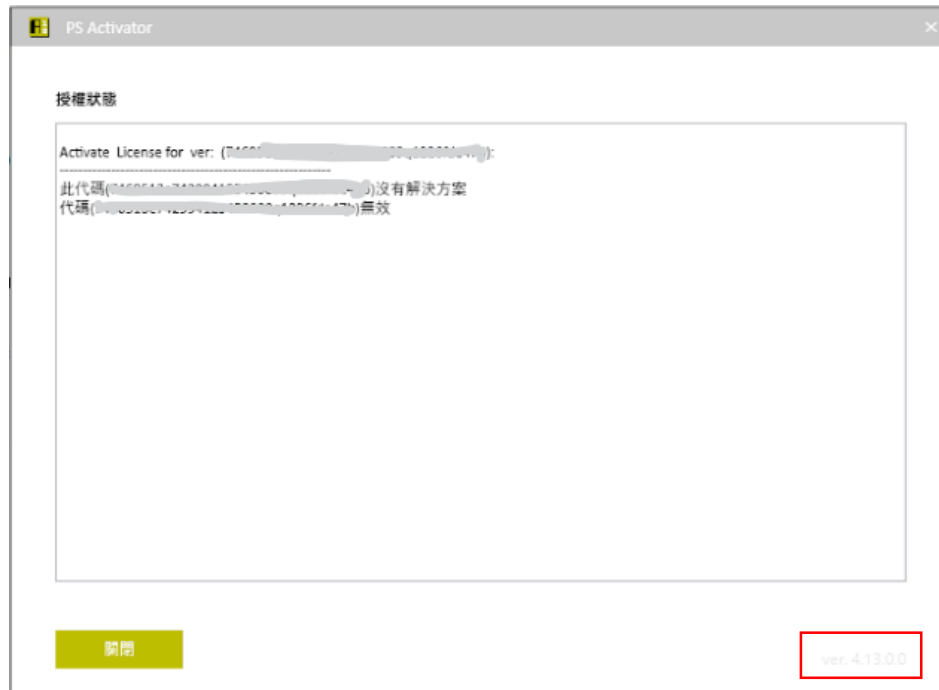 PS Activator
授權狀態
Activate License for ver: (
):
此代碼(
)沒有解決方案
代碼(
)無效
關閉
ver. 4.13.0.0